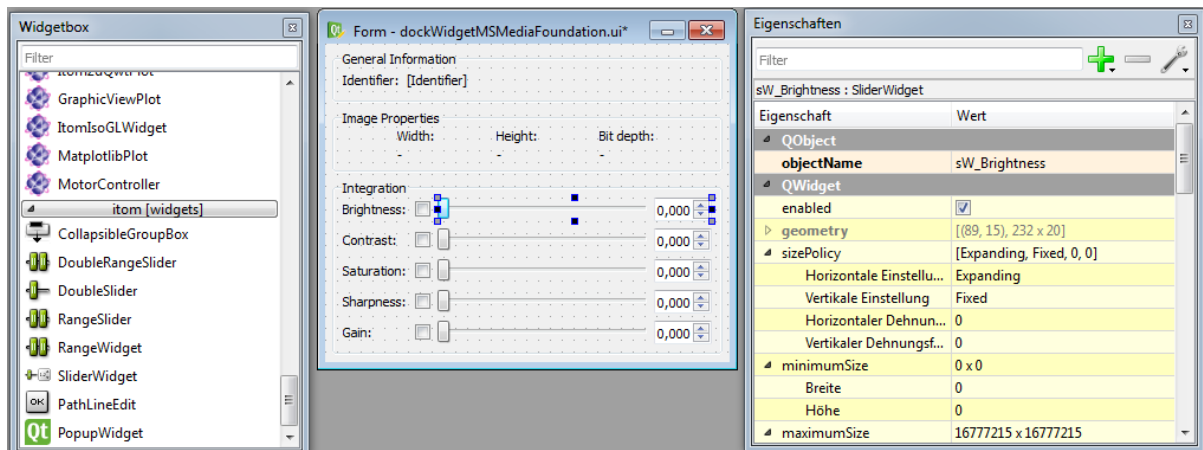 Widgetbox
Filter
Itom2dQwtPlot
GraphicViewPlot
ItomIsoGLWidget
MatplotlibPlot
MotorController
itom [widgets]
CollapsibleGroupBox
DoubleRangeSlider
DoubleSlider
RangeSlider
RangeWidget
SliderWidget
OK PathLineEdit
Qt PopupWidget
Qt Form - dockWidgetMSMediaFoundation.ui*
General Information
Identifier: [Identifier]
Image Properties
Width: Height: Bit depth:
- - -
Integration
Brightness: 0,000
Contrast: 0,000
Saturation: 0,000
Sharpness: 0,000
Gain: 0,000
Eigenschaften
Filter
sW_Brightness : SliderWidget
Eigenschaft Wert
QObject
objectName sW_Brightness
QWidget
enabled
geometry [(89, 15), 232 x 20]
sizePolicy [Expanding, Fixed, 0, 0]
Horizontale Einstellu... Expanding
Vertikale Einstellung Fixed
Horizontaler Dehnun... 0
Vertikaler Dehnungsf... 0
minimumSize 0 x 0
Breite 0
Höhe 0
maximumSize 16777215 x 16777215